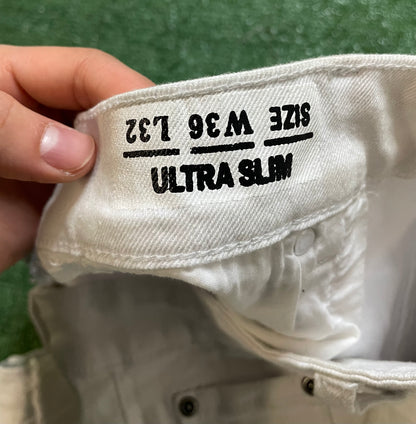 SIZE W36 L32
ULTRA SLIM